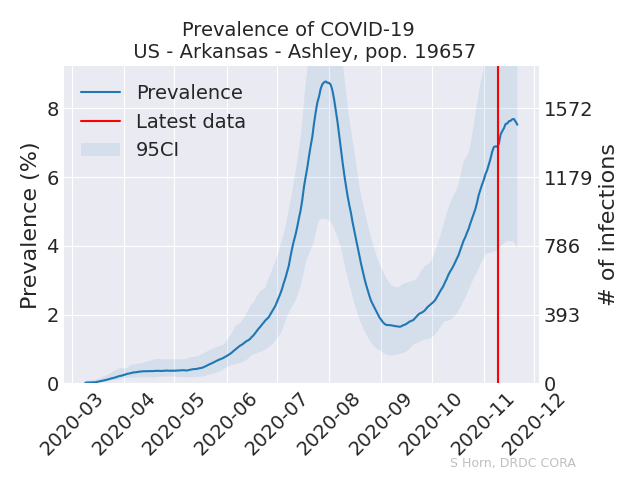 Prevalence of COVID-19
US - Arkansas - Ashley, pop. 19657
Prevalence
Latest data
95CI
Prevalence (%)
8
6
4
2
0
1572
1179
786
393
0
# of infections
2020-03
2020-04
2020-05
2020-06
2020-07
2020-08
2020-09
2020-10
2020-11
2020-12
S Horn, DRDC CORA